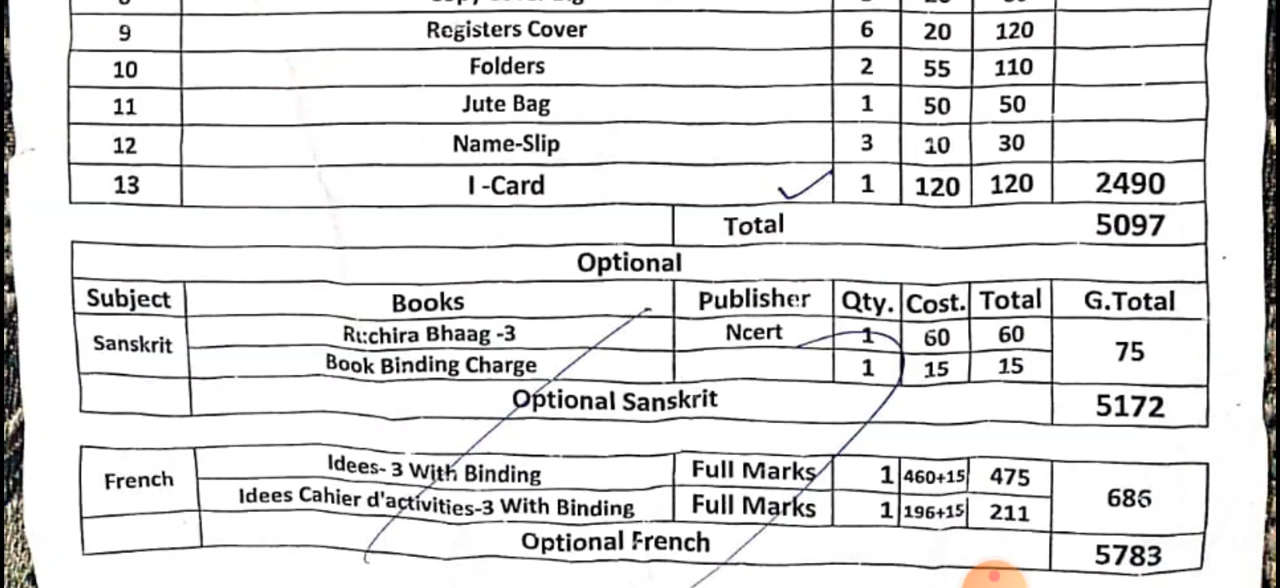 9 Registers Cover 6 20 120
10 Folders 2 55 110
11 Jute Bag 1 50 50
12 Name-Slip 3 10 30
13 I -Card 1 120 120 2490
Total 5097
Optional
Subject Books Publisher Qty. Cost. Total G.Total
Sanskrit Ruchira Bhaag -3 Ncert 1 60 60 75
Book Binding Charge 1 15 15
Optional Sanskrit 5172
French Idees- 3 With Binding Full Marks 1 460+15 475 686
Idees Cahier d'activities-3 With Binding Full Marks 1 196+15 211
Optional French 5783